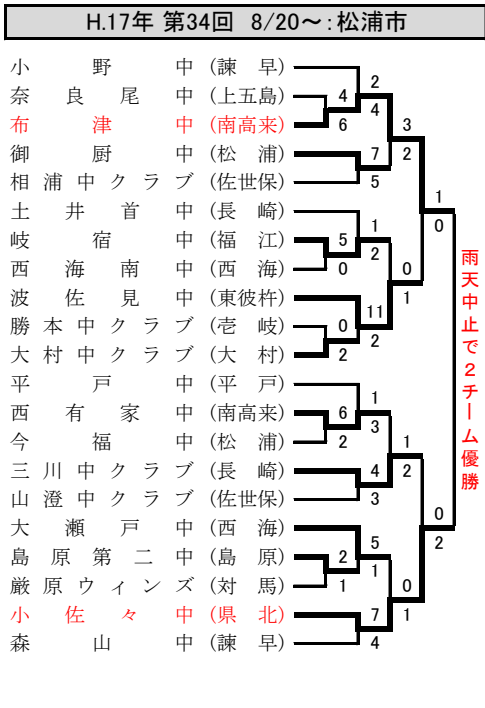 H.17年 第34回 8/20～:松浦市
小野中(諫早)
奈良尾中(上五島)
布津中(南高来)
御厨中(松浦)
相浦中クラブ(佐世保)
土井首中(長崎)
岐宿中(福江)
西海南中(西海)
波佐見中(東彼杵)
勝本中クラブ(壱岐)
大村中クラブ(大村)
平戸中(平戸)
西有家中(南高来)
今福中(松浦)
三川中クラブ(長崎)
山澄中クラブ(佐世保)
大瀬戸中(西海)
島原第二中(島原)
厳原ウィンズ(対馬)
小佐々中(県北)
森山中(諫早)
2
4
4
6
3
2
7
5
1
0
1
2
5
0
0
1
11
2
0
2
1
3
6
2
1
2
4
3
0
2
5
1
2
1
0
1
7
4
雨天中止で2チーム優勝